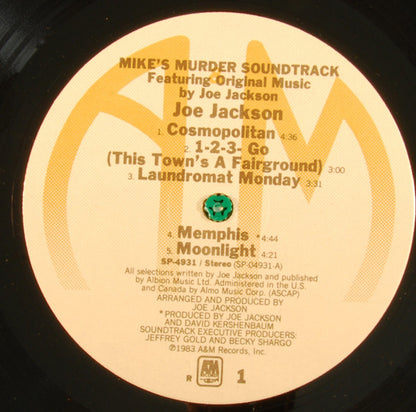 MIKE'S MURDER SOUNDTRACK
Featuring Original Music
by Joe Jackson
Joe Jackson
1. Cosmopolitan 4:36
2. 1-2-3- Go
(This Town's A Fairground) 3:00
3. Laundromat Monday 3:31
4. Memphis *4:44
5. Moonlight 4:21
SP-4931 / Stereo (SP-04931-A)
All selections written by Joe Jackson and published
by Albion Music Ltd. Administered in the U.S.
and Canada by Almo Music Corp. (ASCAP)
ARRANGED AND PRODUCED BY
JOE JACKSON
*PRODUCED BY JOE JACKSON
AND DAVID KERSHENBAUM
SOUNDTRACK EXECUTIVE PRODUCERS:
JEFFREY GOLD AND BECKY SHARGO
℗1983 A&M Records, Inc.
R A&M 1
A&M